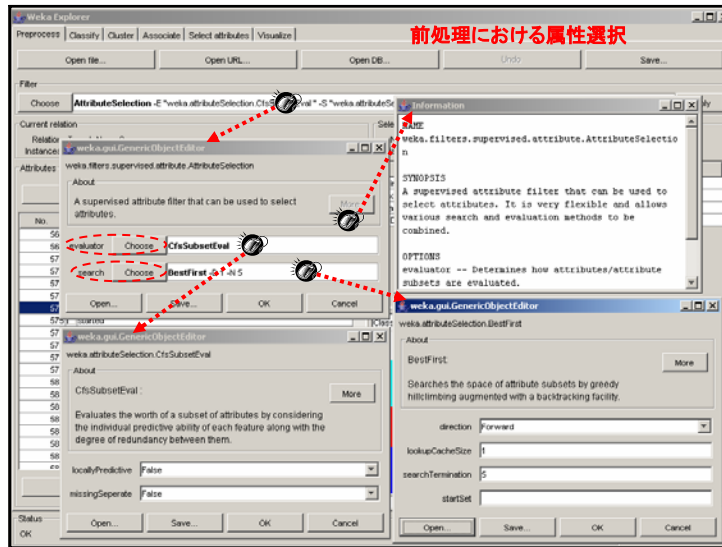 Weka Explorer
Preprocess Classify Cluster Associate Select attributes Visualize
前処理における属性選択
Open file... Open URL... Open DB... Undo Save...
Filter
Choose AttributeSelection -E "weka.attributeSelection.CfsSubsetEval " -S "weka.attributeSe
Current relation
Relation
Instances
Attributes
No.
weka.gui.GenericObjectEditor
weka.filters.supervised.attribute.AttributeSelection
About
A supervised attribute filter that can be used to select
attributes.
More
evaluator Choose CfsSubsetEval
search Choose BestFirst -D 1 -N 5
Open... Save... OK Cancel
Information
NAME
weka.filters.supervised.attribute.AttributeSelectio
n
SYNOPSIS
A supervised attribute filter that can be used to
select attributes. It is very flexible and allows
various search and evaluation methods to be
combined.
OPTIONS
evaluator -- Determines how attributes/attribute
subsets are evaluated.
started
weka.gui.GenericObjectEditor
weka.attributeSelection.CfsSubsetEval
About
CfsSubsetEval :
More
Evaluates the worth of a subset of attributes by considering
the individual predictive ability of each feature along with the
degree of redundancy between them.
locallyPredictive False
missingSeperate False
Open... Save... OK Cancel
weka.gui.GenericObjectEditor
weka.attributeSelection.BestFirst
About
BestFirst:
More
Searches the space of attribute subsets by greedy
hillclimbing augmented with a backtracking facility.
direction Forward
lookupCacheSize 1
searchTermination 5
startSet
Open... Save... OK Cancel
Status
OK